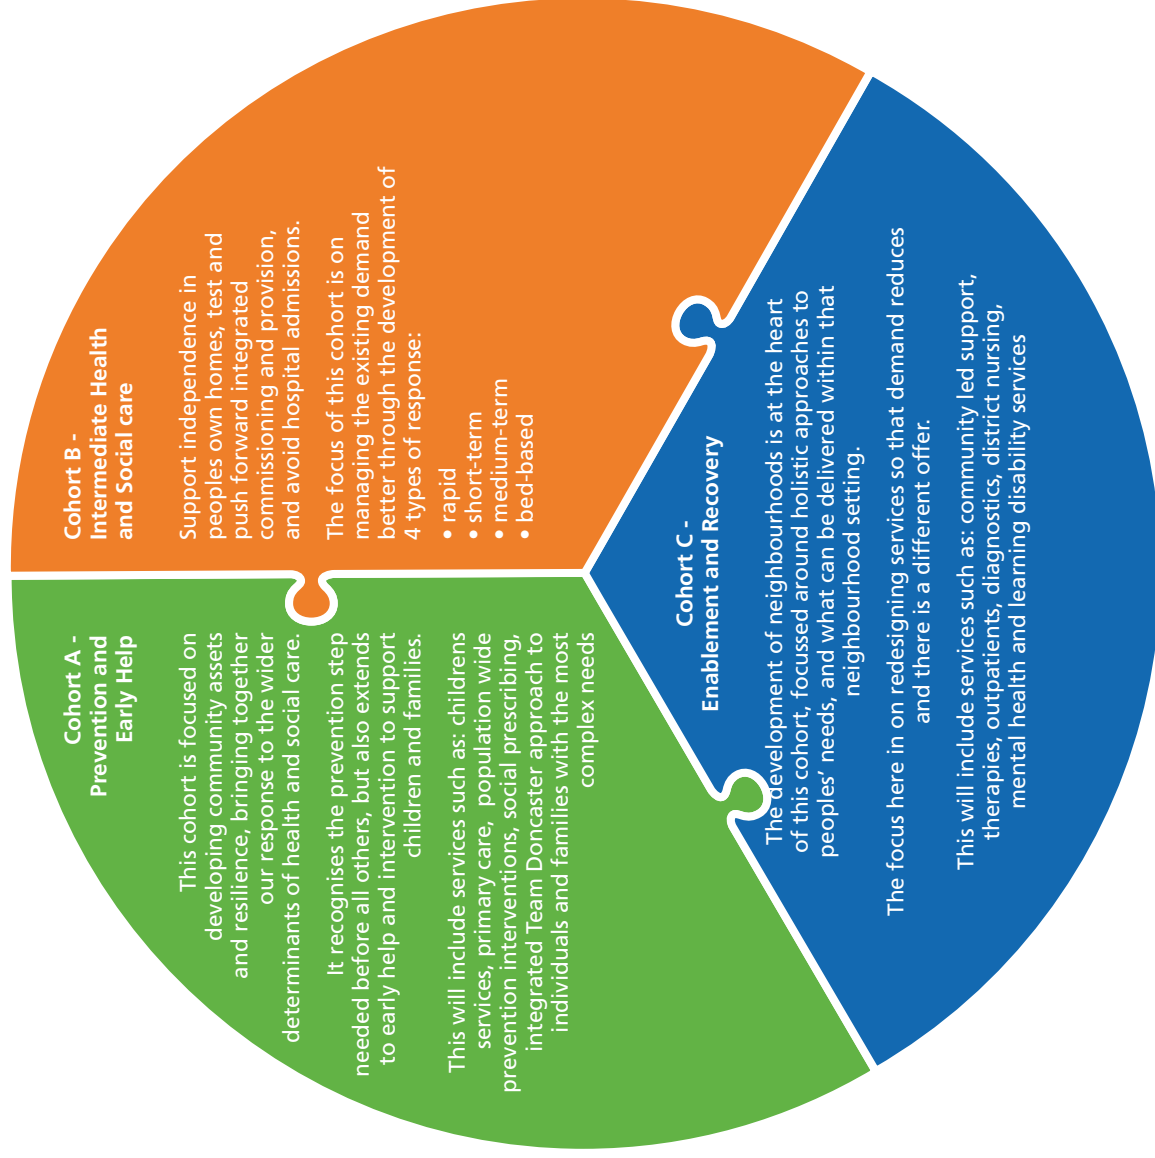 Cohort A -
Prevention and
Early Help
This cohort is focused on
developing community assets
and resilience, bringing together
our response to the wider
determinants of health and social care.
It recognises the prevention step
needed before all others, but also extends
to early help and intervention to support
children and families.
This will include services such as: childrens
services, primary care, population wide
prevention interventions, social prescribing,
integrated Team Doncaster approach to
individuals and families with the most
complex needs
Cohort B -
Intermediate Health
and Social care
Support independence in
peoples own homes, test and
push forward integrated
commissioning and provision,
and avoid hospital admissions.
The focus of this cohort is on
managing the existing demand
better through the development of
4 types of response:
• rapid
• short-term
• medium-term
• bed-based
Cohort C -
Enablement and Recovery
The development of neighbourhoods is at the heart
of this cohort, focussed around holistic approaches to
peoples’ needs, and what can be delivered within that
neighbourhood setting.
The focus here in on redesigning services so that demand reduces
and there is a different offer.
This will include services such as: community led support,
therapies, outpatients, diagnostics, district nursing,
mental health and learning disability services